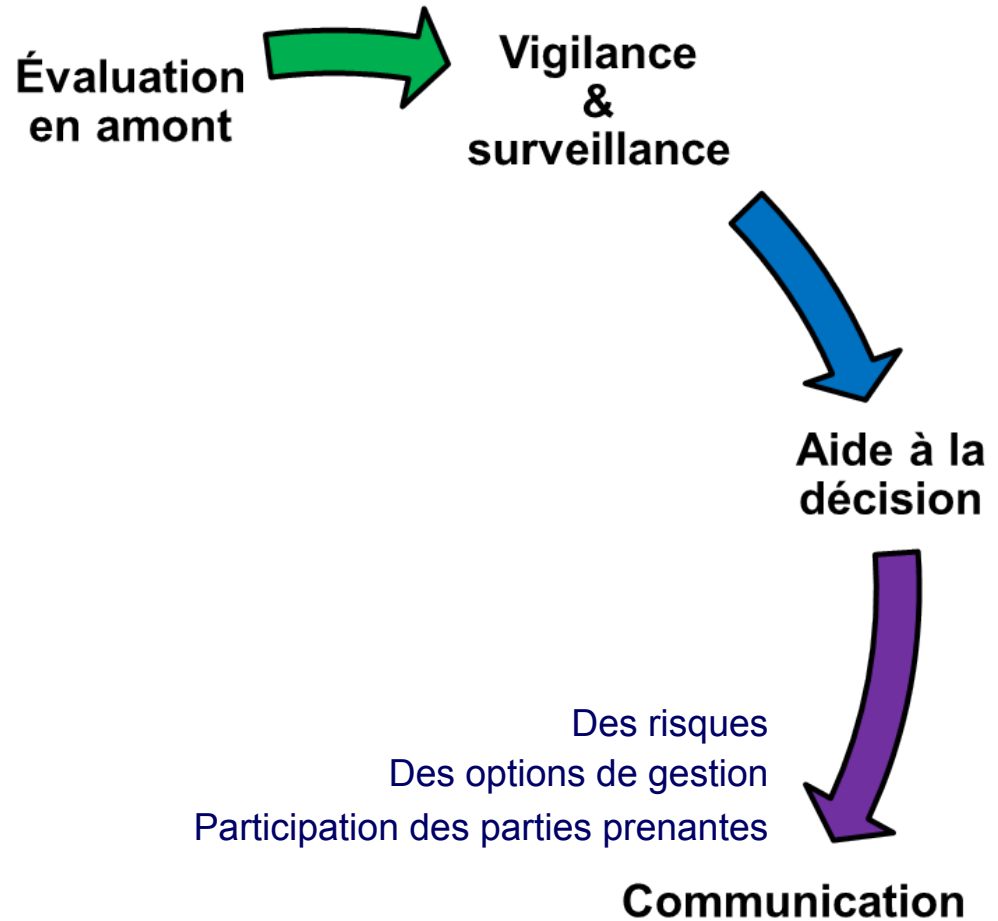 Évaluation
en amont
Vigilance
&
surveillance
Aide à la
décision
Des risques
Des options de gestion
Participation des parties prenantes
Communication